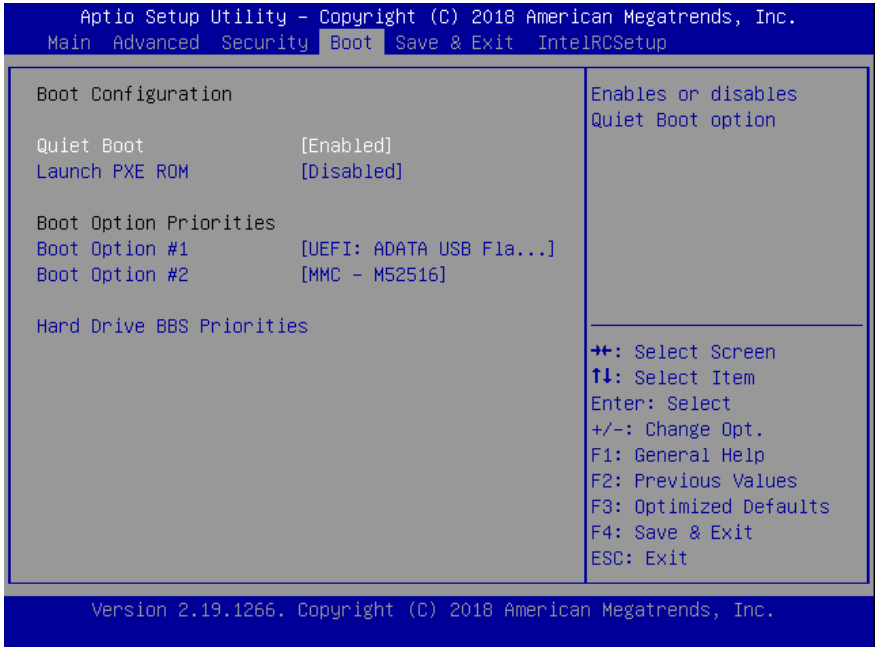 Aptio Setup Utility – Copyright (C) 2018 American Megatrends, Inc.
Main Advanced Security Boot Save & Exit IntelRCSetup
Boot Configuration
Quiet Boot [Enabled]
Launch PXE ROM [Disabled]
Boot Option Priorities
Boot Option #1 [UEFI: ADATA USB Fla...]
Boot Option #2 [MMC - M52516]
Hard Drive BBS Priorities
Enables or disables
Quiet Boot option
→←: Select Screen
↑↓: Select Item
Enter: Select
+/-: Change Opt.
F1: General Help
F2: Previous Values
F3: Optimized Defaults
F4: Save & Exit
ESC: Exit
Version 2.19.1266. Copyright (C) 2018 American Megatrends, Inc.